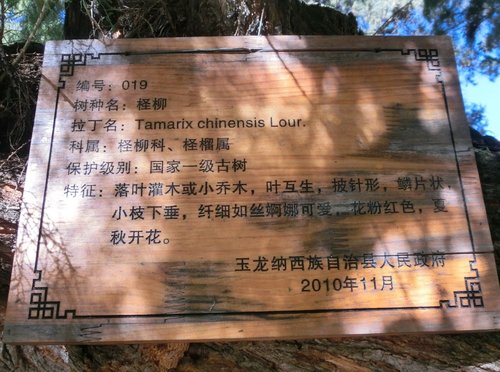 编号：019
树种名：柽柳
拉丁名：Tamarix chinensis Lour.
科属：柽柳科、柽榴属
保护级别：国家一级古树
特征：落叶灌木或小乔木，叶互生，披针形，鳞片状，
小枝下垂，纤细如丝婀娜可爱，花粉红色，夏
秋开花。
玉龙纳西族自治县人民政府
2010年11月